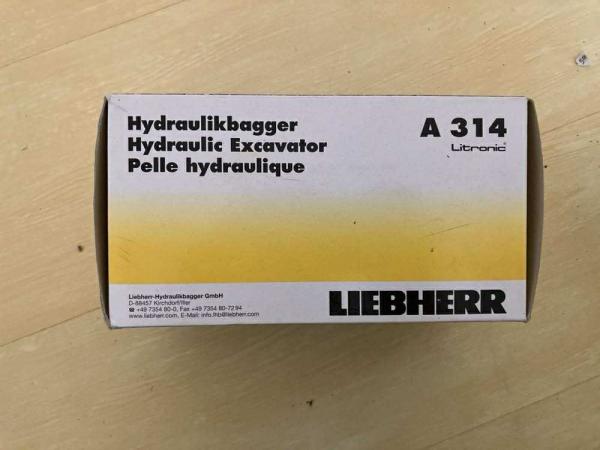 Hydraulikbagger
Hydraulic Excavator
Pelle hydraulique
A 314
Litronic®
Liebherr-Hydraulikbagger GmbH
D-88457 Kirchdorf/Iller
☎ +49 7354 80-0, Fax +49 7354 80-72 94
www.liebherr.com, E-Mail: info.lhb@liebherr.com
LIEBHERR